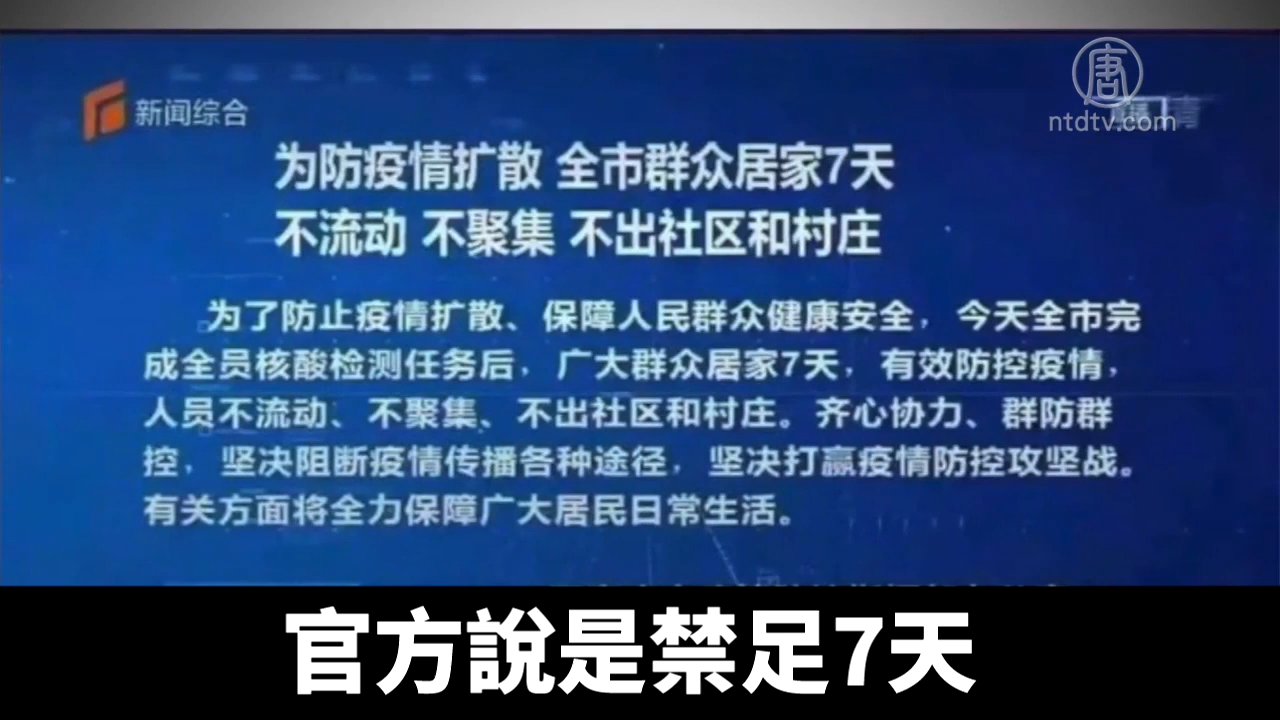 新闻综合
唐
ntdtv.com
为防疫情扩散 全市群众居家7天
不流动 不聚集 不出社区和村庄
为了防止疫情扩散、保障人民群众健康安全，今天全市完
成全员核酸检测任务后，广大群众居家7天，有效防控疫情，
人员不流动、不聚集、不出社区和村庄。齐心协力、群防群
控，坚决阻断疫情传播各种途径，坚决打赢疫情防控攻坚战。
有关方面将全力保障广大居民日常生活。
官方說是禁足7天